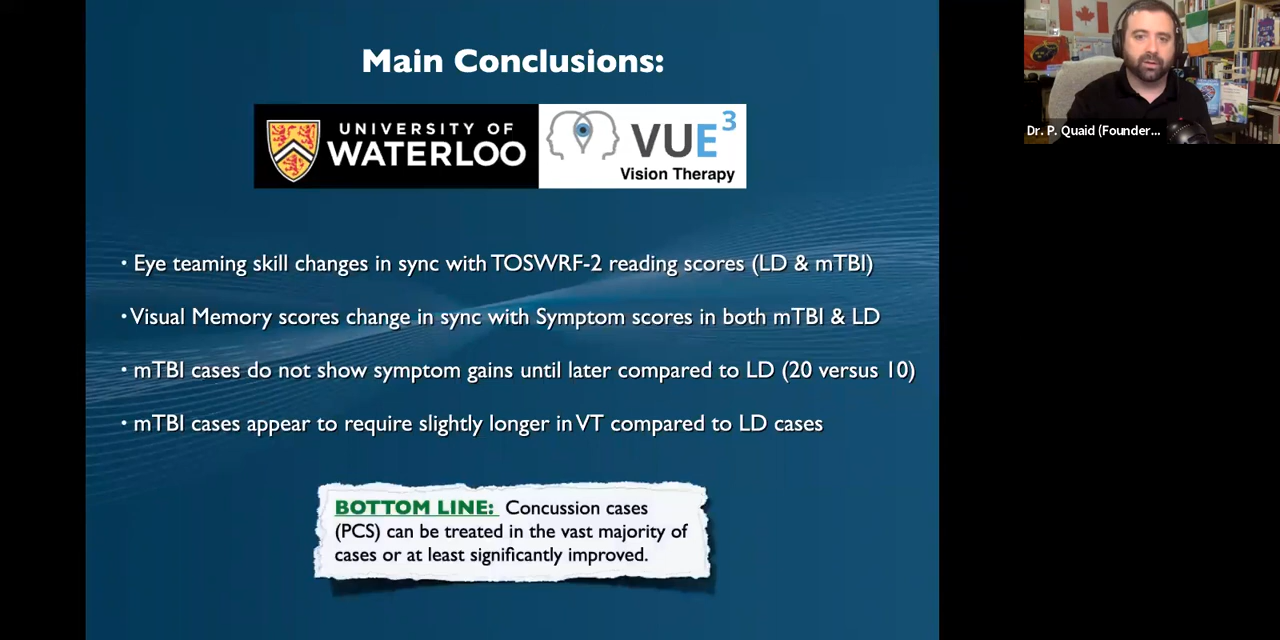 Main Conclusions:
UNIVERSITY OF
WATERLOO
VUE3
Vision Therapy
• Eye teaming skill changes in sync with TOSWRF-2 reading scores (LD & mTBI)
• Visual Memory scores change in sync with Symptom scores in both mTBI & LD
• mTBI cases do not show symptom gains until later compared to LD (20 versus 10)
• mTBI cases appear to require slightly longer in VT compared to LD cases
BOTTOM LINE: Concussion cases
(PCS) can be treated in the vast majority of
cases or at least significantly improved.
Dr. P. Quaid (Founder...